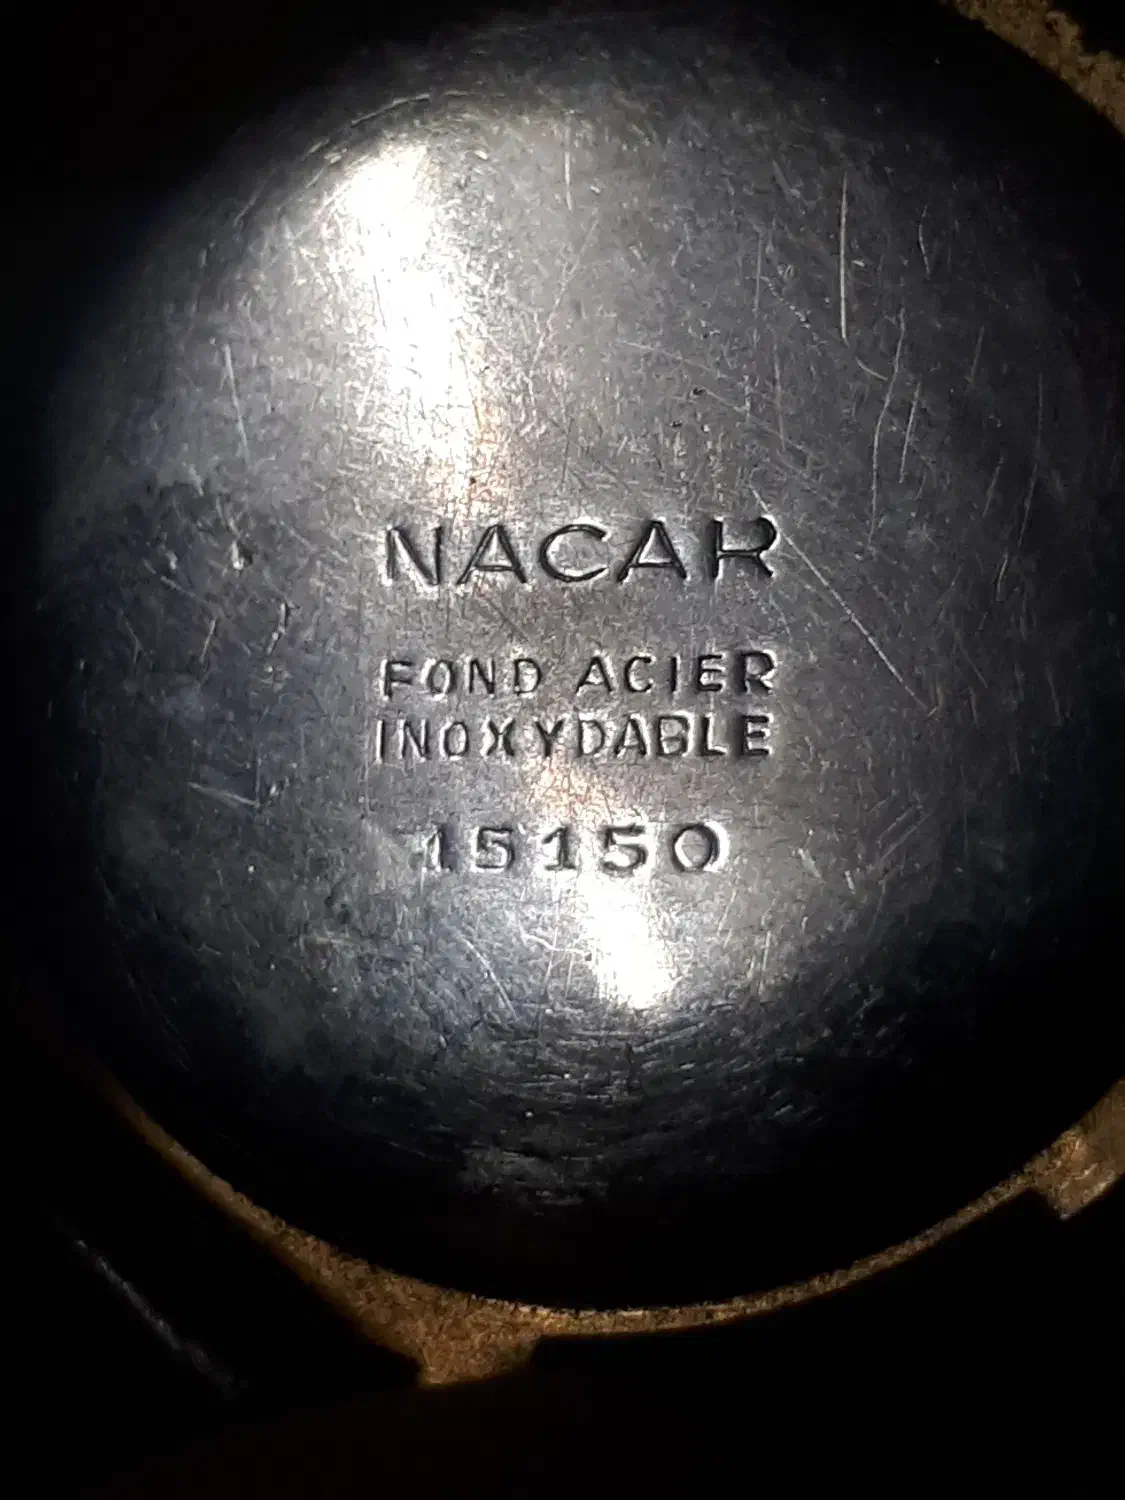 NACAR
FOND ACIER
INOXYDABLE
15150